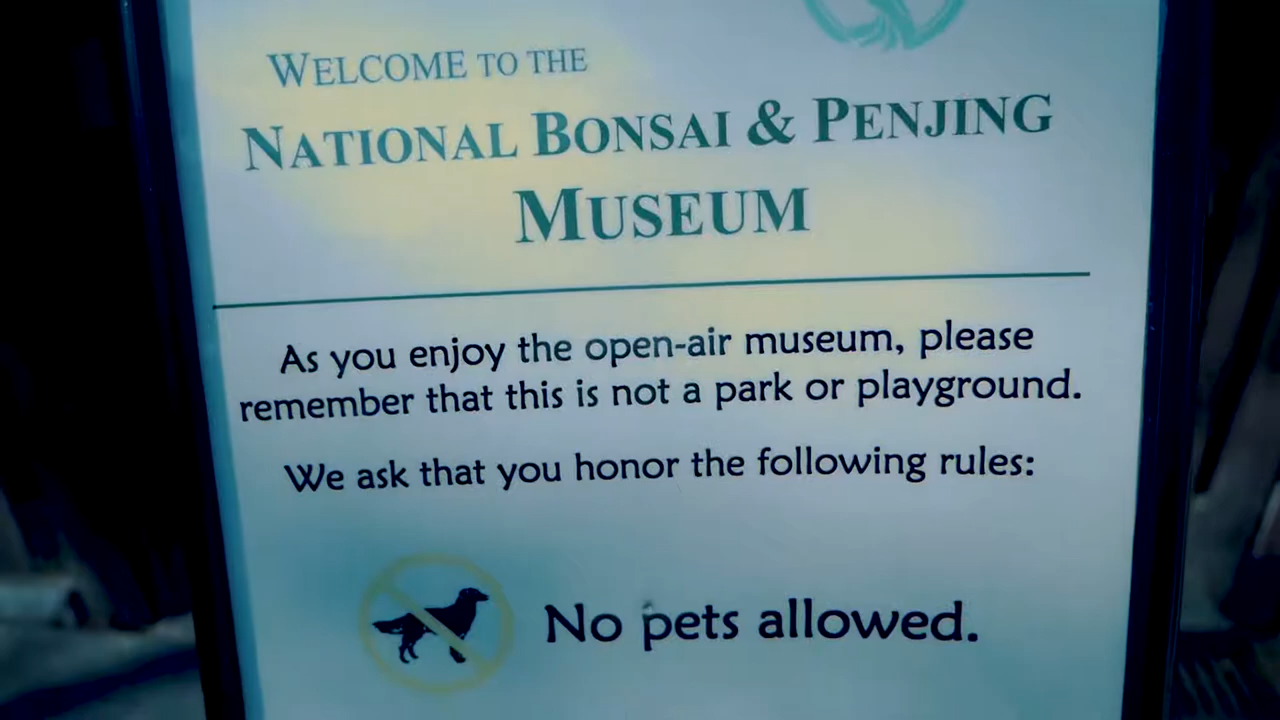 WELCOME TO THE
NATIONAL BONSAI & PENJING
MUSEUM
As you enjoy the open-air museum, please
remember that this is not a park or playground.
We ask that you honor the following rules:
No pets allowed.